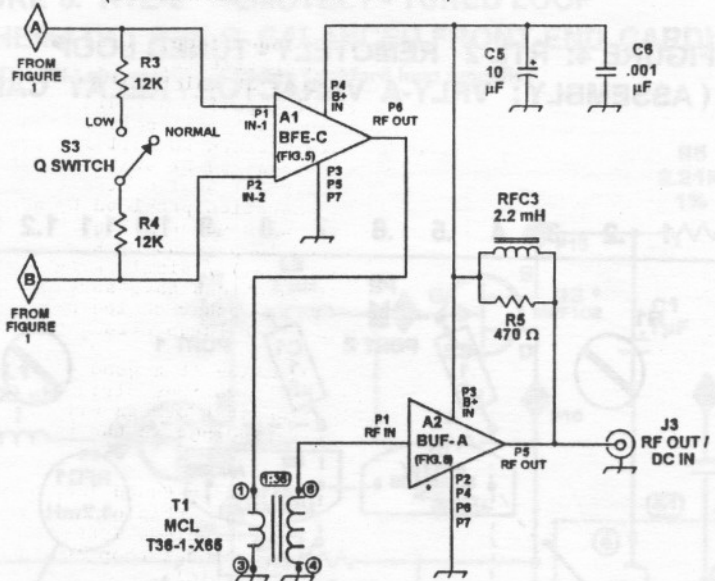 A
FROM
FIGURE
1
R3
12K
LOW
NORMAL
S3
Q SWITCH
R4
12K
B
FROM
FIGURE
1
P1
IN-1
P2
IN-2
A1
BFE-C
(FIG.5)
P4
B+
IN
P6
RF OUT
P3
P5
P7
C5
10
µF
+
C6
.001
µF
RFC3
2.2 mH
R5
470 Ω
P1
RF IN
A2
BUF-A
P3
B+
IN
P5
RF OUT
P2
P4
P6
P7
J3
RF OUT /
DC IN
T1
MCL
T36-1-X65
1:36
1
3
6
4